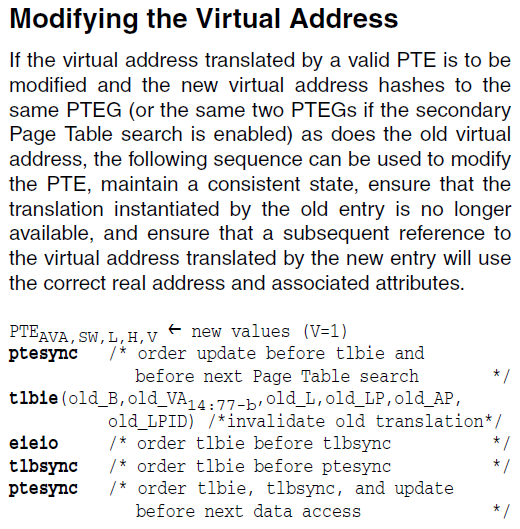 Modifying the Virtual Address
If the virtual address translated by a valid PTE is to be
modified and the new virtual address hashes to the
same PTEG (or the same two PTEGs if the secondary
Page Table search is enabled) as does the old virtual
address, the following sequence can be used to modify
the PTE, maintain a consistent state, ensure that the
translation instantiated by the old entry is no longer
available, and ensure that a subsequent reference to
the virtual address translated by the new entry will use
the correct real address and associated attributes.
PTEAVA,SW,L,H,V ← new values (V=1)
ptesync /* order update before tlbie and
before next Page Table search */
tlbie(old_B,old_VA14:77-b,old_L,old_LP,old_AP,
old_LPID) /*invalidate old translation*/
eieio /* order tlbie before tlbsync */
tlbsync /* order tlbie before ptesync */
ptesync /* order tlbie, tlbsync, and update
before next data access */